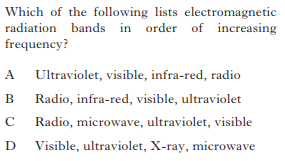 Which of the following lists electromagnetic
radiation bands in order of increasing
frequency?
A Ultraviolet, visible, infra-red, radio
B Radio, infra-red, visible, ultraviolet
C Radio, microwave, ultraviolet, visible
D Visible, ultraviolet, X-ray, microwave